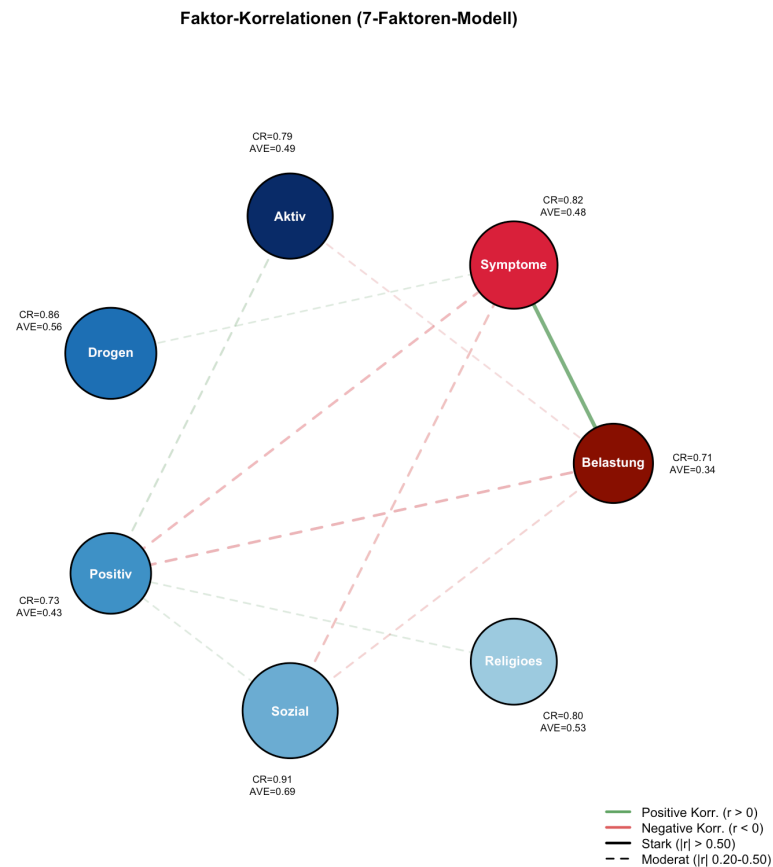 Faktor-Korrelationen (7-Faktoren-Modell)
CR=0.79
AVE=0.49
Aktiv
CR=0.82
AVE=0.48
Symptome
CR=0.86
AVE=0.56
Drogen
Belastung
CR=0.71
AVE=0.34
Positiv
CR=0.73
AVE=0.43
Religioes
CR=0.80
AVE=0.53
Sozial
CR=0.91
AVE=0.69
Positive Korr. (r > 0)
Negative Korr. (r < 0)
Stark (|r| > 0.50)
Moderat (|r| 0.20-0.50)